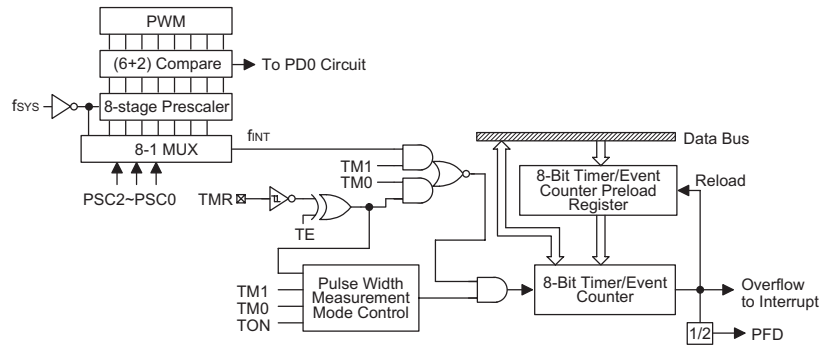 PWM
(6+2) Compare
To PD0 Circuit
fSYS
8-stage Prescaler
8-1 MUX
fINT
PSC2~PSC0
TM1
TM0
TMR
TE
Data Bus
8-Bit Timer/Event
Counter Preload
Register
Reload
TM1
TM0
TON
Pulse Width
Measurement
Mode Control
8-Bit Timer/Event
Counter
Overflow
to Interrupt
1/2
PFD